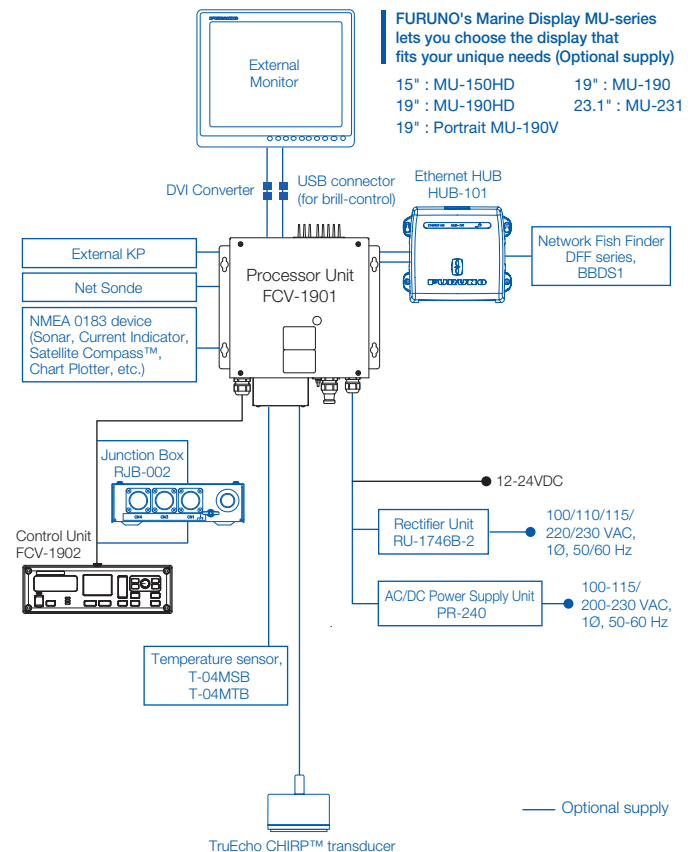 FURUNO's Marine Display MU-series
lets you choose the display that
fits your unique needs (Optional supply)
15" : MU-150HD
19" : MU-190
19" : MU-190HD
23.1" : MU-231
19" : Portrait MU-190V
External
Monitor
DVI Converter
USB connector
(for brill-control)
Ethernet HUB
HUB-101
FURUNO
External KP
Net Sonde
NMEA 0183 device
(Sonar, Current Indicator,
Satellite Compass™,
Chart Plotter, etc.)
Processor Unit
FCV-1901
Network Fish Finder
DFF series,
BBDS1
Junction Box
RJB-002
Control Unit
FCV-1902
12-24VDC
Rectifier Unit
RU-1746B-2
100/110/115/
220/230 VAC,
1Ø, 50/60 Hz
AC/DC Power Supply Unit
PR-240
100-115/
200-230 VAC,
1Ø, 50-60 Hz
Temperature sensor,
T-04MSB
T-04MTB
Optional supply
TruEcho CHIRP™ transducer